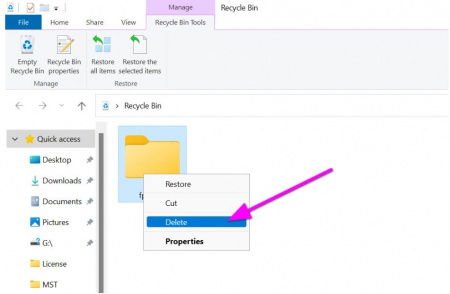 Manage
Recycle Bin
File
Home
Share
View
Recycle Bin Tools
Empty
Recycle Bin
Recycle Bin
properties
Restore
all items
Restore the
selected items
Manage
Restore
Recycle Bin
Quick access
Desktop
Downloads
Documents
Pictures
G:\
License
MST
Restore
Cut
Delete
Properties